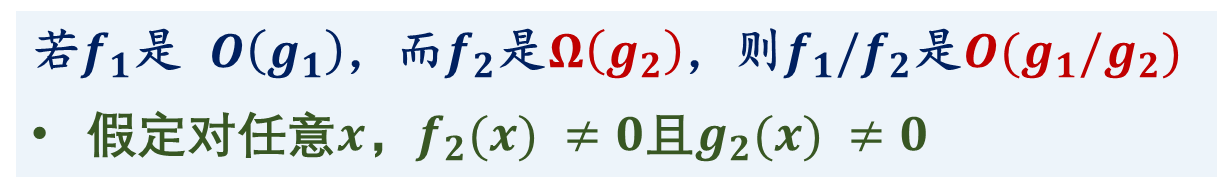 若f₁是 O(g₁)，而f₂是Ω(g₂)，则f₁/f₂是O(g₁/g₂)
• 假定对任意x，f₂(x) ≠ 0且g₂(x) ≠ 0